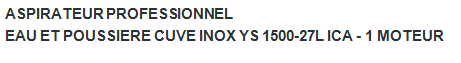 ASPIRATEUR PROFESSIONNEL
EAU ET POUSSIERE CUVE INOX YS 1500-27L ICA - 1 MOTEUR